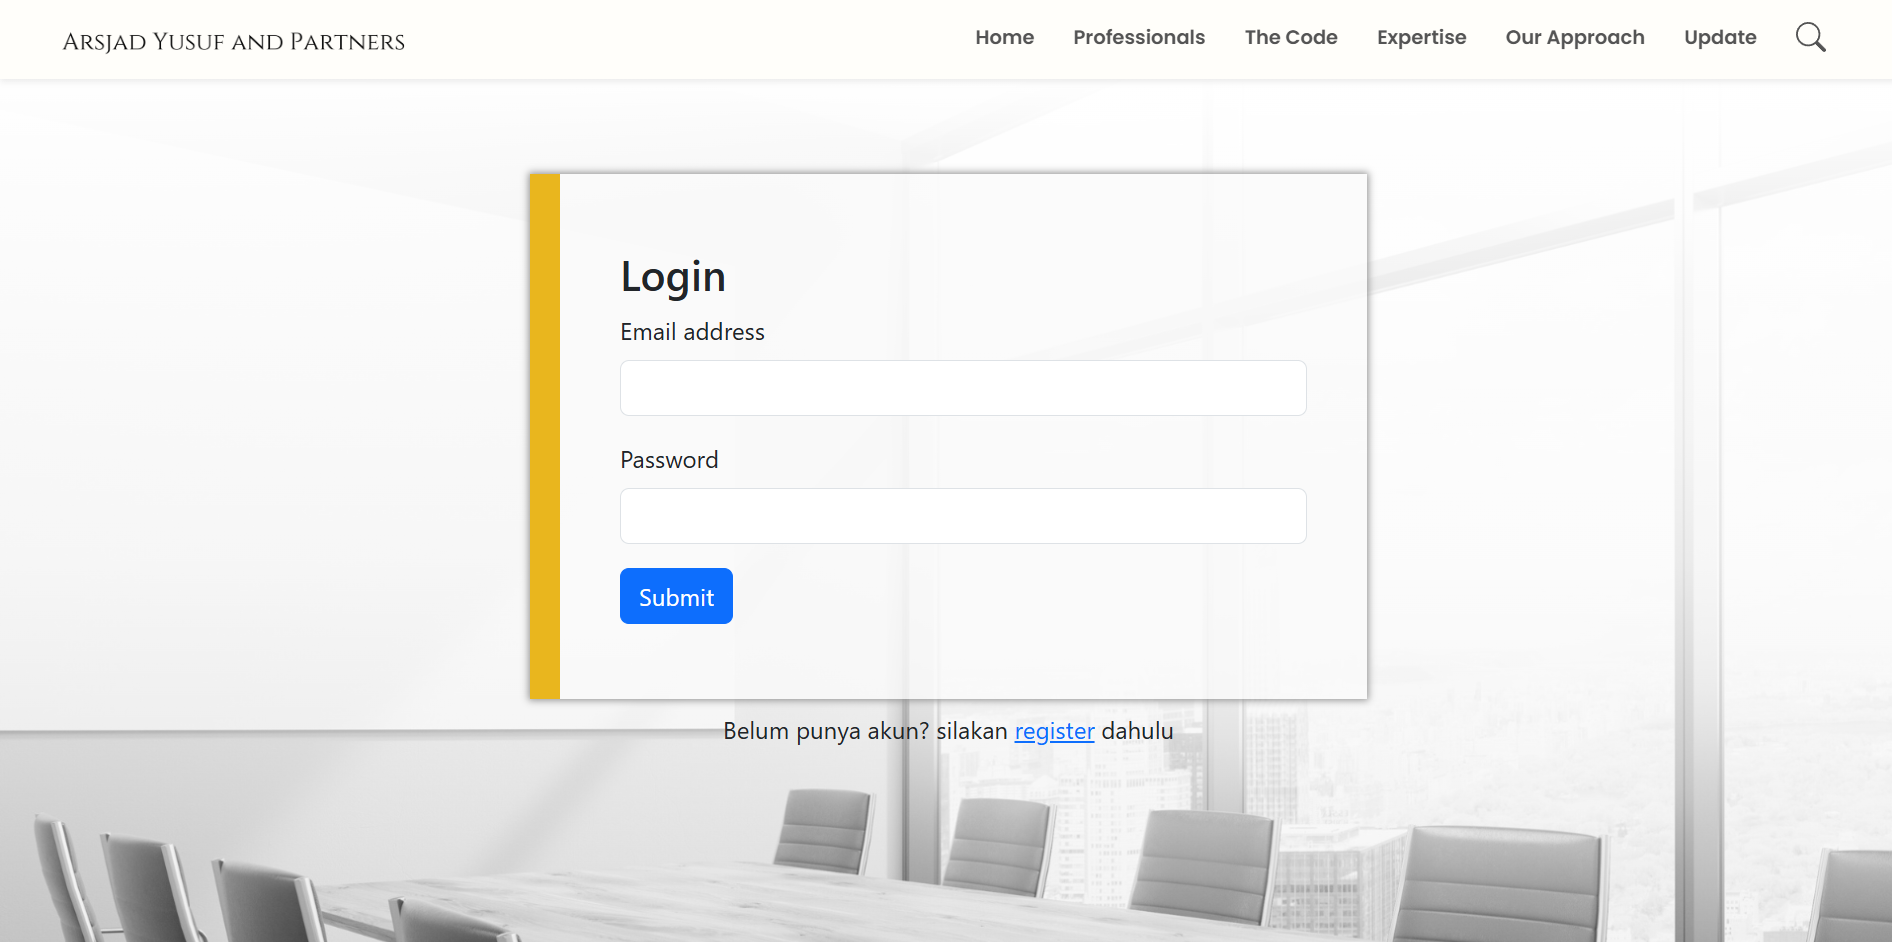 Arsjad Yusuf and Partners
Home Professionals The Code Expertise Our Approach Update
Login
Email address
Password
Submit
Belum punya akun? silakan register dahulu